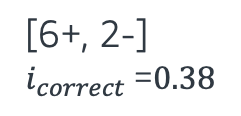 [6+, 2-]
i_correct =0.38